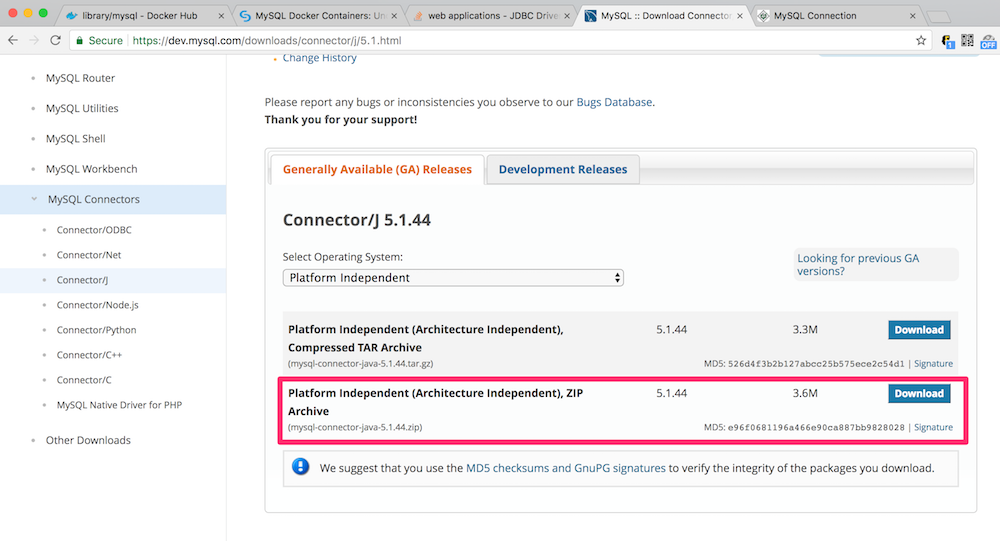 library/mysql - Docker Hub
MySQL Docker Containers: Un
web applications - JDBC Drive
MySQL :: Download Connector
MySQL Connection
Secure
https://dev.mysql.com/downloads/connector/j/5.1.html
1
OFF
MySQL Router
MySQL Utilities
MySQL Shell
MySQL Workbench
MySQL Connectors
Connector/ODBC
Connector/Net
Connector/J
Connector/Node.js
Connector/Python
Connector/C++
Connector/C
MySQL Native Driver for PHP
Other Downloads
Change History
Please report any bugs or inconsistencies you observe to our Bugs Database.
Thank you for your support!
Generally Available (GA) Releases
Development Releases
Connector/J 5.1.44
Select Operating System:
Platform Independent
Looking for previous GA
versions?
Platform Independent (Architecture Independent), 5.1.44 3.3M Download
Compressed TAR Archive
(mysql-connector-java-5.1.44.tar.gz) MD5: 526d4f3b2b127abcc25b575ece2c54d1 | Signature
Platform Independent (Architecture Independent), ZIP 5.1.44 3.6M Download
Archive
(mysql-connector-java-5.1.44.zip) MD5: e96f0681196a466e90ca887bb9828028 | Signature
We suggest that you use the MD5 checksums and GnuPG signatures to verify the integrity of the packages you download.